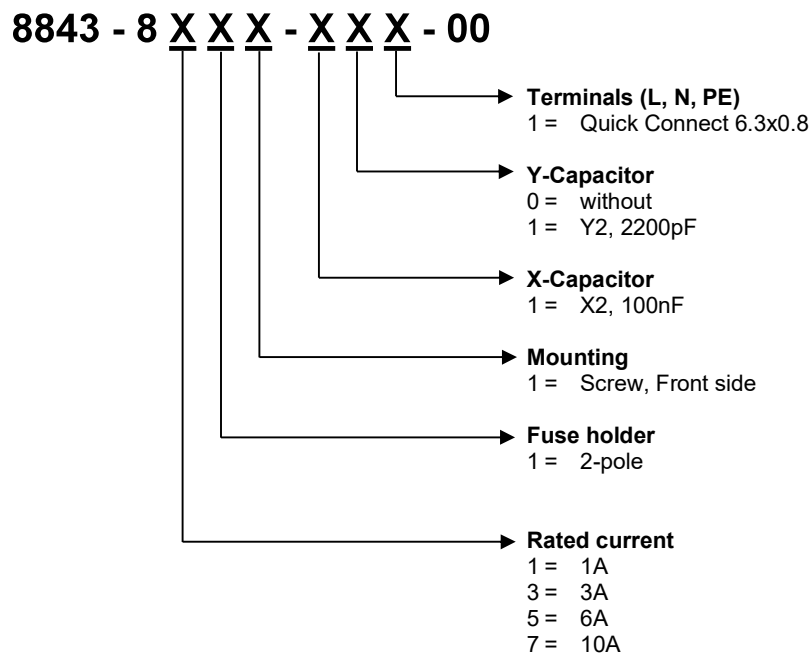 8843 - 8 X X X - X X X - 00
Terminals (L, N, PE)
1 = Quick Connect 6.3x0.8
Y-Capacitor
0 = without
1 = Y2, 2200pF
X-Capacitor
1 = X2, 100nF
Mounting
1 = Screw, Front side
Fuse holder
1 = 2-pole
Rated current
1 = 1A
3 = 3A
5 = 6A
7 = 10A